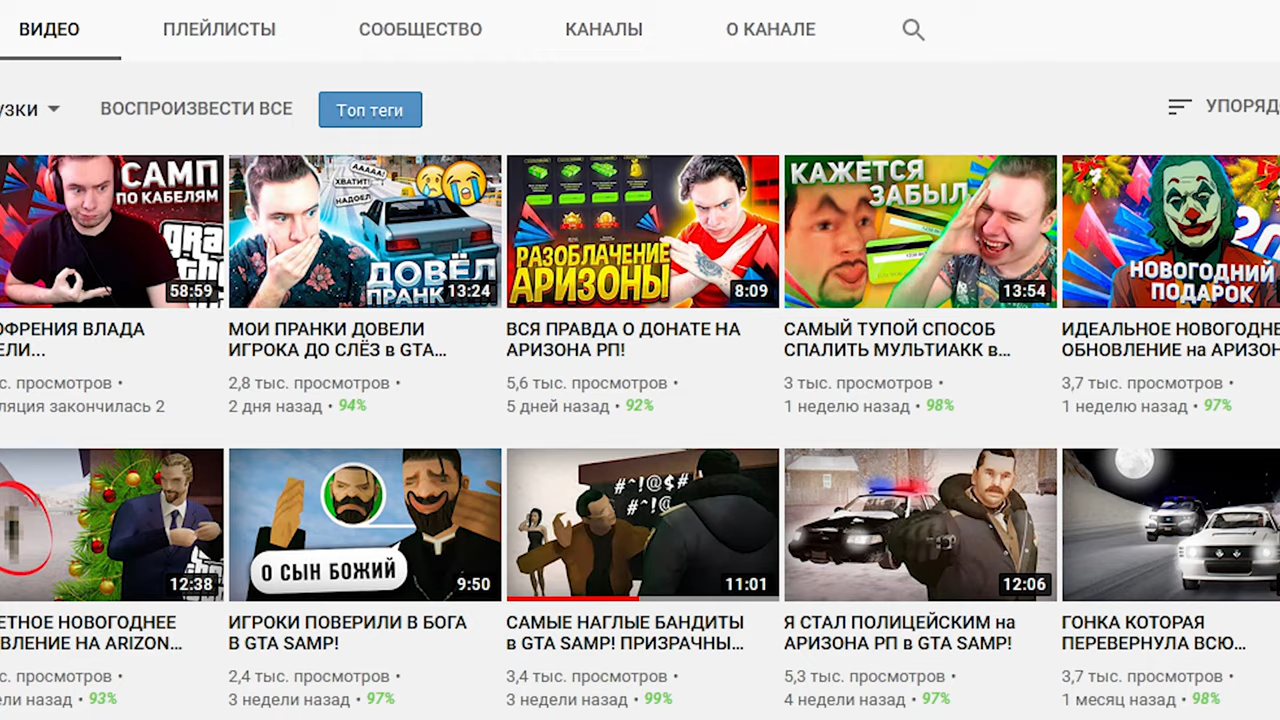 ВИДЕО ПЛЕЙЛИСТЫ СООБЩЕСТВО КАНАЛЫ О КАНАЛЕ
узки ВОСПРОИЗВЕСТИ ВСЕ Топ теги УПОРЯД
САМП
ПО КАБЕЛЯМ
58:59
ААААА!
ХВАТИТ!
НАДОЕЛ
ДОВЁЛ
ПРАНК
13:24
РАЗОБЛАЧЕНИЕ
АРИЗОНЫ
8:09
КАЖЕТСЯ
ЗАБЫЛ
13:54
НОВОГОДНИЙ
ПОДАРОК
ОФРЕНИЯ ВЛАДА
ЕЛИ...
с. просмотров •
ляция закончилась 2
МОИ ПРАНКИ ДОВЕЛИ
ИГРОКА ДО СЛЁЗ в GTA...
2,8 тыс. просмотров •
2 дня назад • 94%
ВСЯ ПРАВДА О ДОНАТЕ НА
АРИЗОНА РП!
5,6 тыс. просмотров •
5 дней назад • 92%
САМЫЙ ТУПОЙ СПОСОБ
СПАЛИТЬ МУЛЬТИАКК в...
3 тыс. просмотров •
1 неделю назад • 98%
ИДЕАЛЬНОЕ НОВОГОДНЕ
ОБНОВЛЕНИЕ на АРИЗОН
3,7 тыс. просмотров •
1 неделю назад • 97%
12:38
О СЫН БОЖИЙ
9:50
#^!@$#
#^!@
11:01
12:06
ЕТНОЕ НОВОГОДНЕЕ
ВЛЕНИЕ НА ARIZON...
с. просмотров •
ели назад • 93%
ИГРОКИ ПОВЕРИЛИ В БОГА
В GTA SAMP!
2,4 тыс. просмотров •
3 недели назад • 97%
САМЫЕ НАГЛЫЕ БАНДИТЫ
в GTA SAMP! ПРИЗРАЧНЫ...
3,4 тыс. просмотров •
3 недели назад • 99%
Я СТАЛ ПОЛИЦЕЙСКИМ на
АРИЗОНА РП в GTA SAMP!
5,3 тыс. просмотров •
4 недели назад • 97%
ГОНКА КОТОРАЯ
ПЕРЕВЕРНУЛА ВСЮ...
3,7 тыс. просмотров •
1 месяц назад • 98%